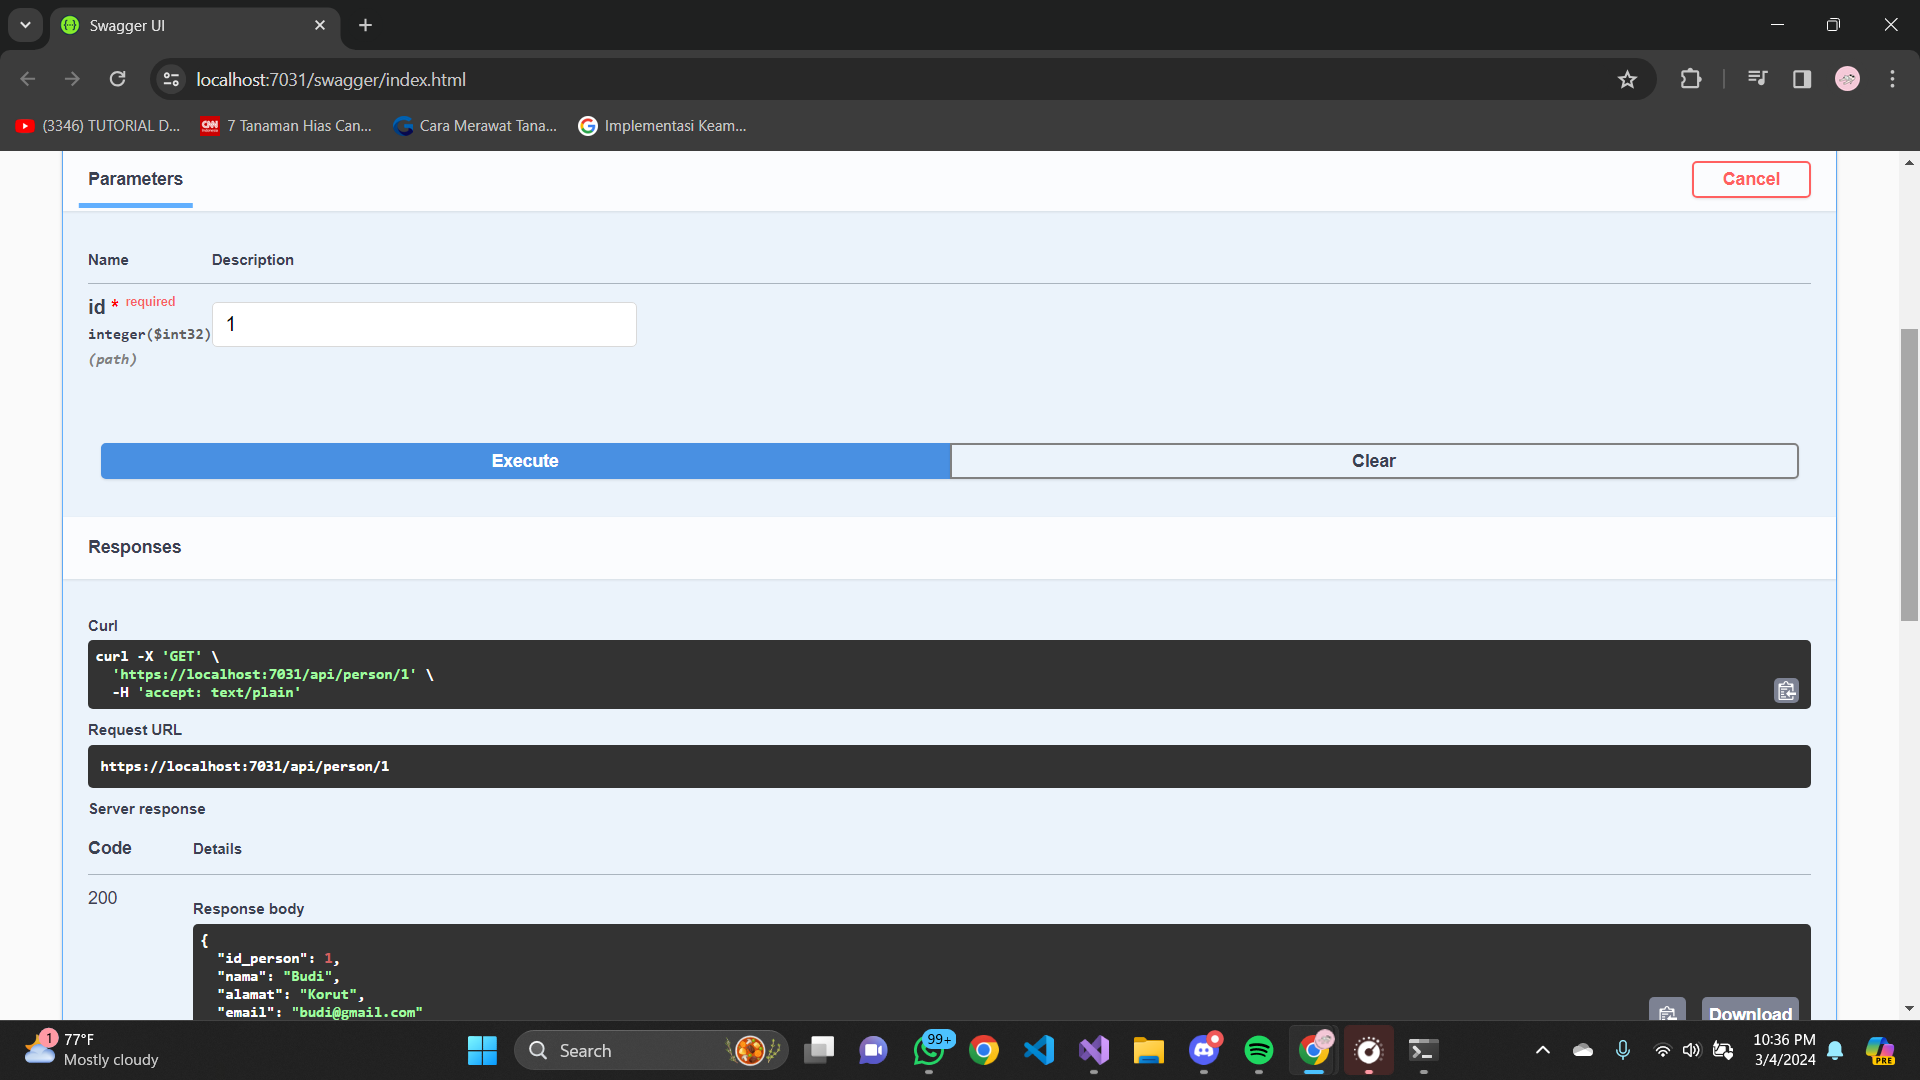 Swagger UI
localhost:7031/swagger/index.html
(3346) TUTORIAL D...
CNN
7 Tanaman Hias Can...
Cara Merawat Tana...
Implementasi Keam...
Parameters
Cancel
Name
Description
id * required
1
integer($int32)
(path)
Execute
Clear
Responses
Curl
curl -X 'GET' \
'https://localhost:7031/api/person/1' \
-H 'accept: text/plain'
Request URL
https://localhost:7031/api/person/1
Server response
Code
Details
200
Response body
{
"id_person": 1,
"nama": "Budi",
"alamat": "Korut",
"email": "budi@gmail.com"
Download
1
77°F
Mostly cloudy
Search
99+
10:36 PM
3/4/2024
PRE